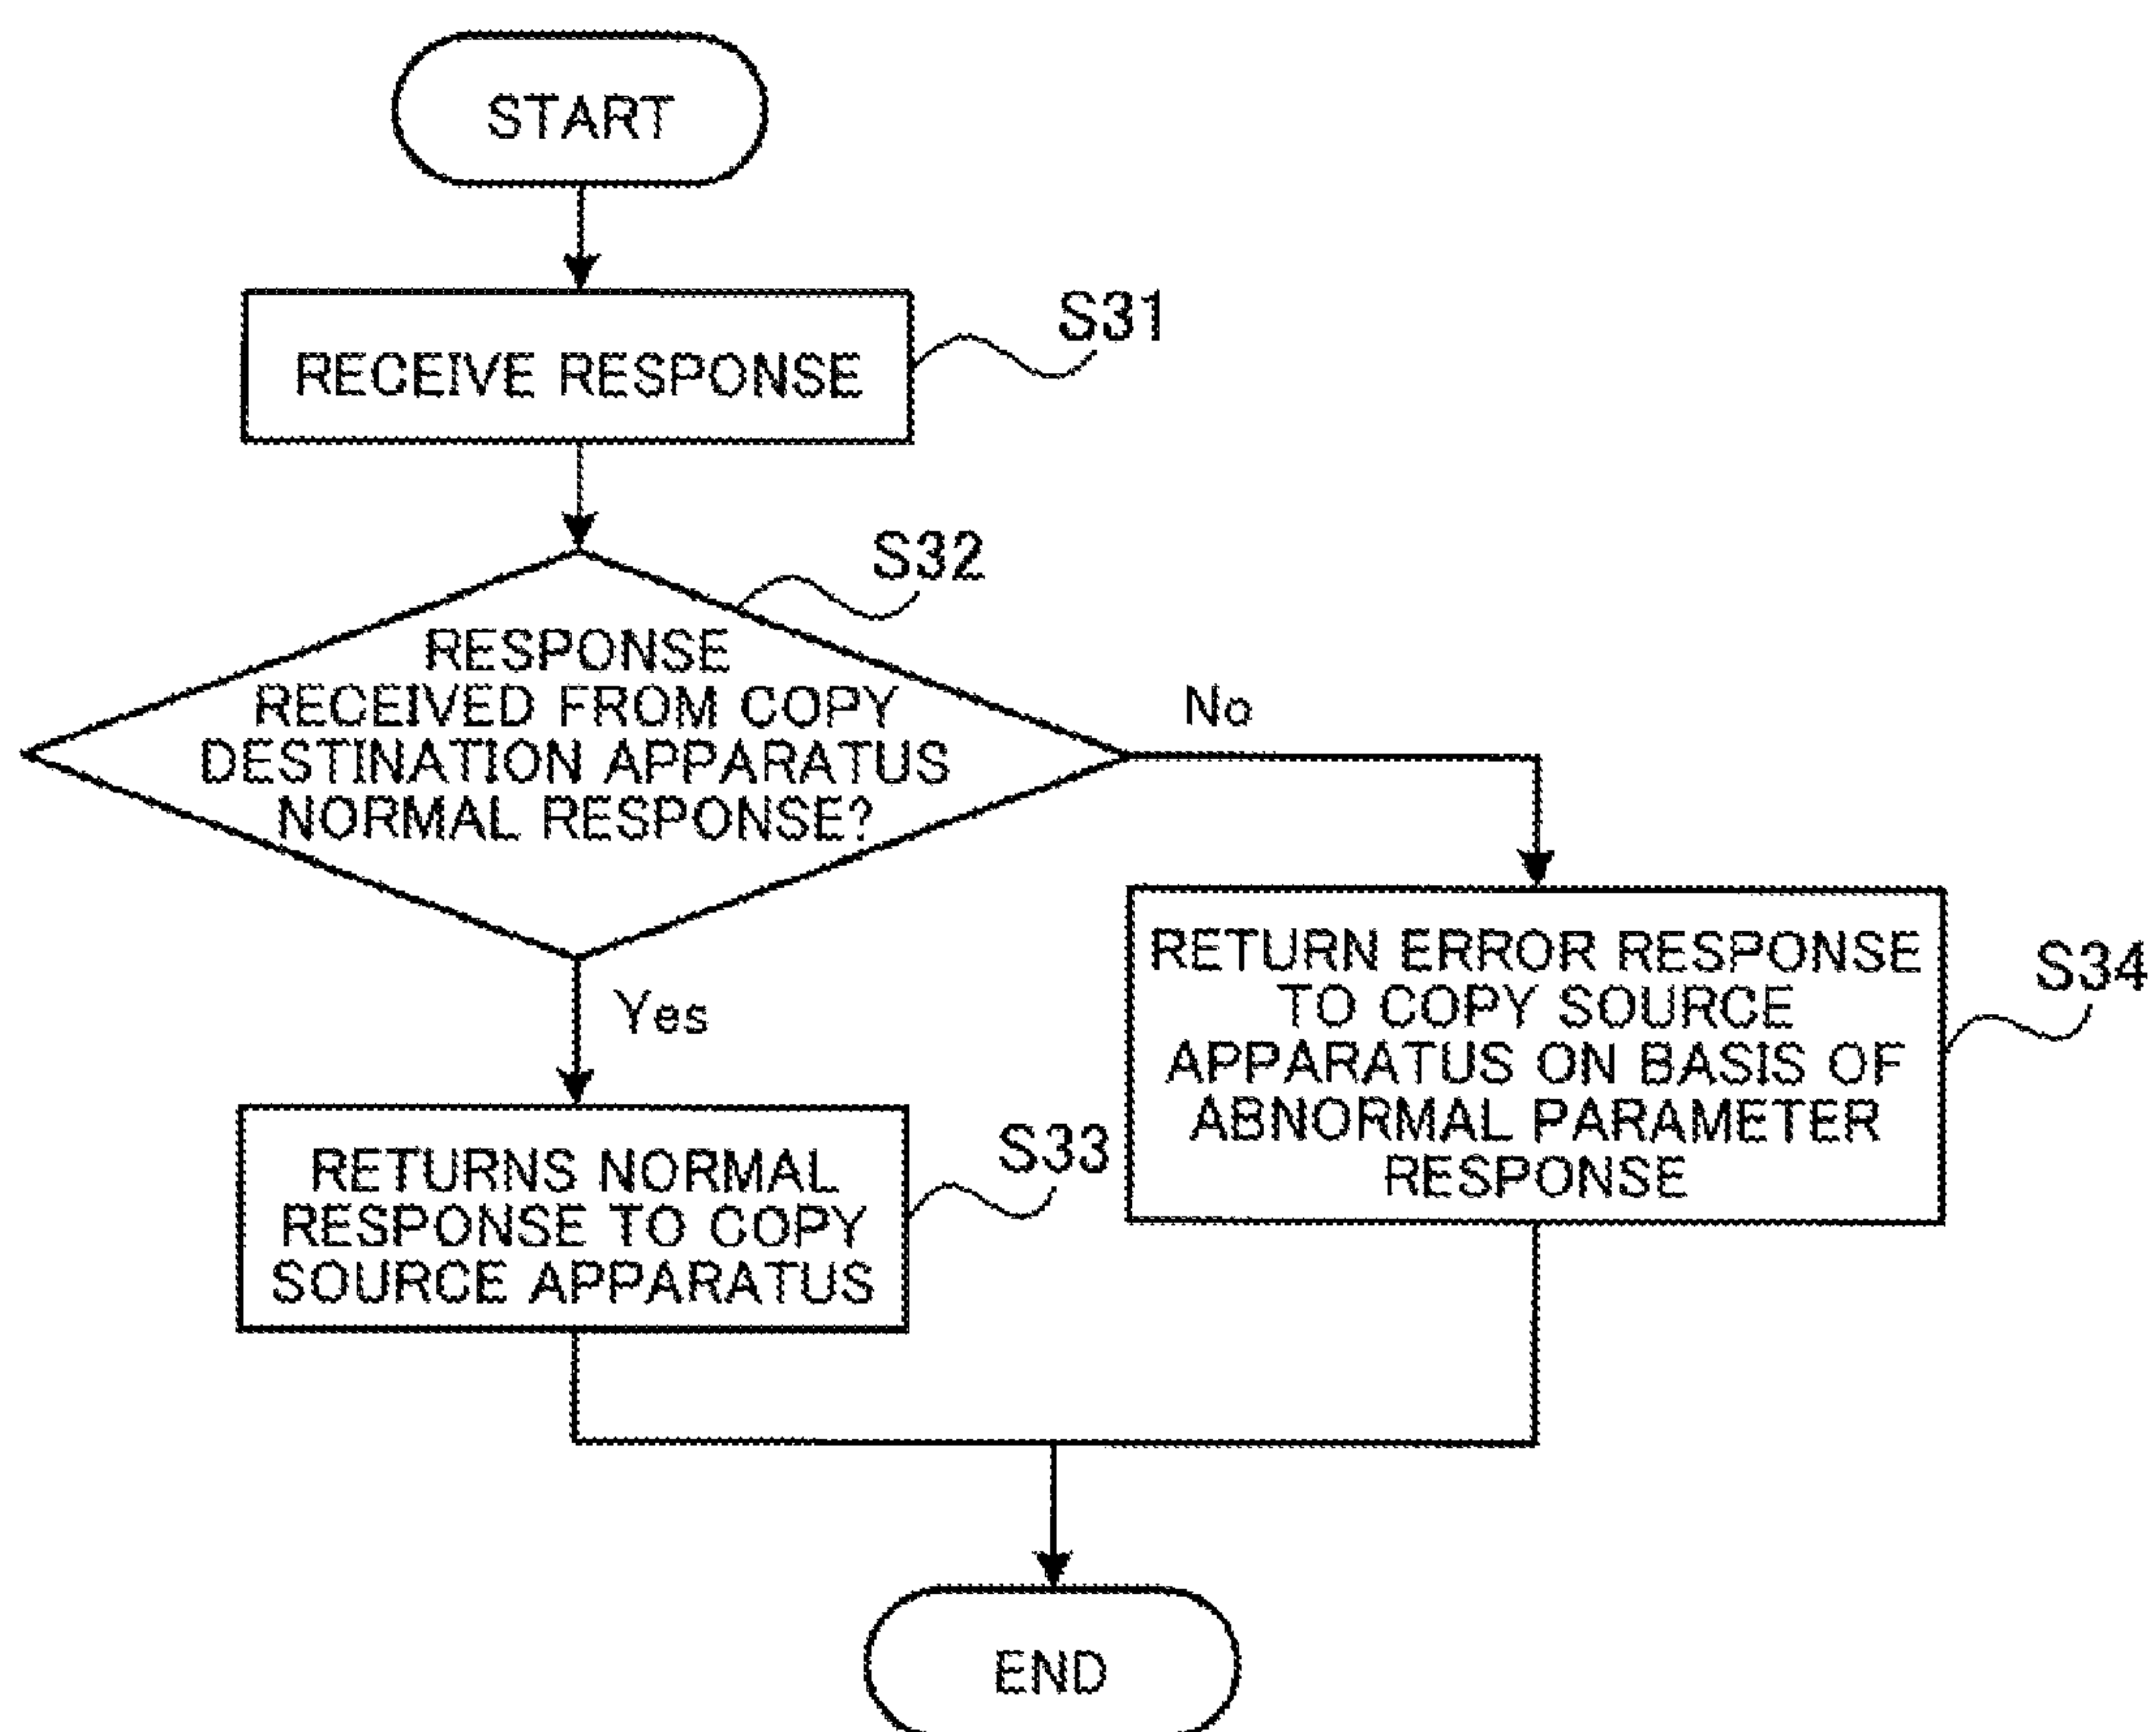 START
RECEIVE RESPONSE
S31
S32
RESPONSE
RECEIVED FROM COPY
DESTINATION APPARATUS
NORMAL RESPONSE?
No
Yes
RETURNS NORMAL
RESPONSE TO COPY
SOURCE APPARATUS
S33
RETURN ERROR RESPONSE
TO COPY SOURCE
APPARATUS ON BASIS OF
ABNORMAL PARAMETER
RESPONSE
S34
END